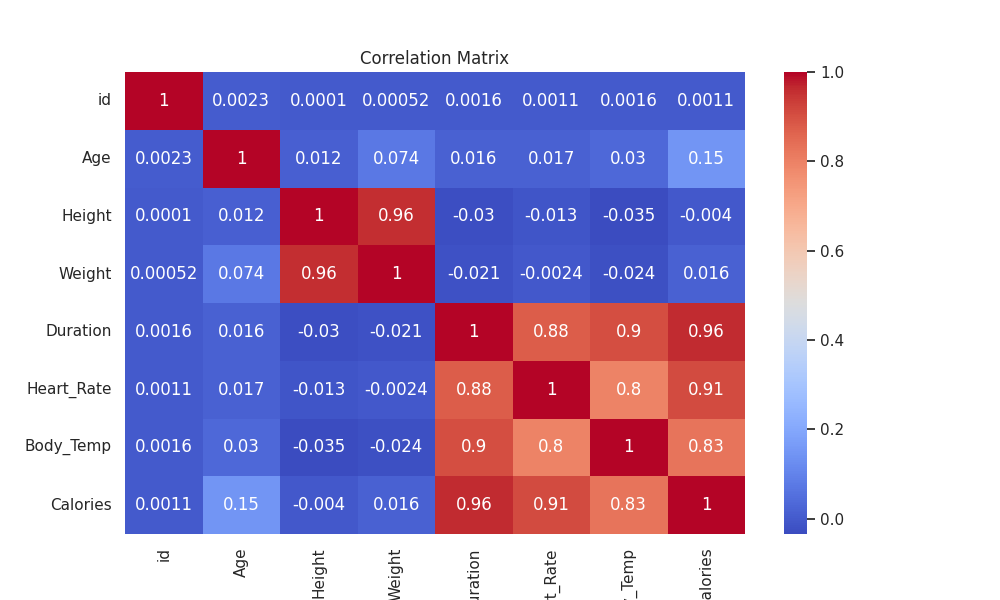 Correlation Matrix
id 1 0.0023 0.0001 0.00052 0.0016 0.0011 0.0016 0.0011
Age 0.0023 1 0.012 0.074 0.016 0.017 0.03 0.15
Height 0.0001 0.012 1 0.96 -0.03 -0.013 -0.035 -0.004
Weight 0.00052 0.074 0.96 1 -0.021 -0.0024 -0.024 0.016
Duration 0.0016 0.016 -0.03 -0.021 1 0.88 0.9 0.96
Heart_Rate 0.0011 0.017 -0.013 -0.0024 0.88 1 0.8 0.91
Body_Temp 0.0016 0.03 -0.035 -0.024 0.9 0.8 1 0.83
Calories 0.0011 0.15 -0.004 0.016 0.96 0.91 0.83 1
id Age Height Weight uration t_Rate _Temp alories
1.0
0.8
0.6
0.4
0.2
0.0